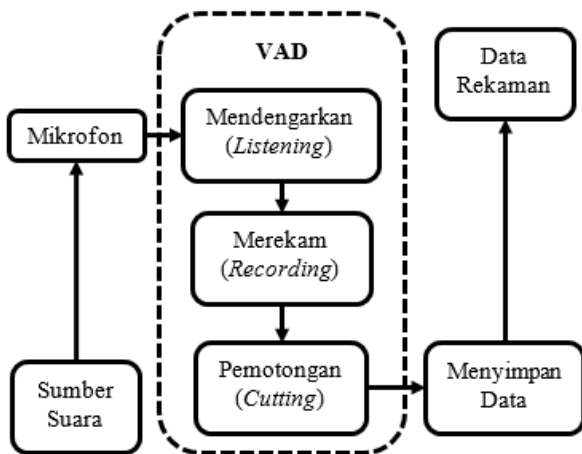 VAD
Data
Rekaman
Mikrofon
Mendengarkan
(Listening)
Merekam
(Recording)
Sumber
Suara
Pemotongan
(Cutting)
Menyimpan
Data